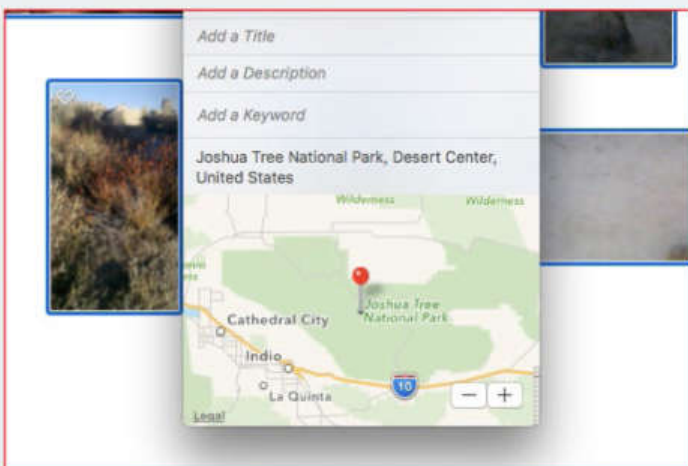 Add a Title
Add a Description
Add a Keyword
Joshua Tree National Park, Desert Center,
United States
Wilderness
Wilderness
Joshua Tree
National Park
Cathedral City
Indio
10
La Quinta
Legal